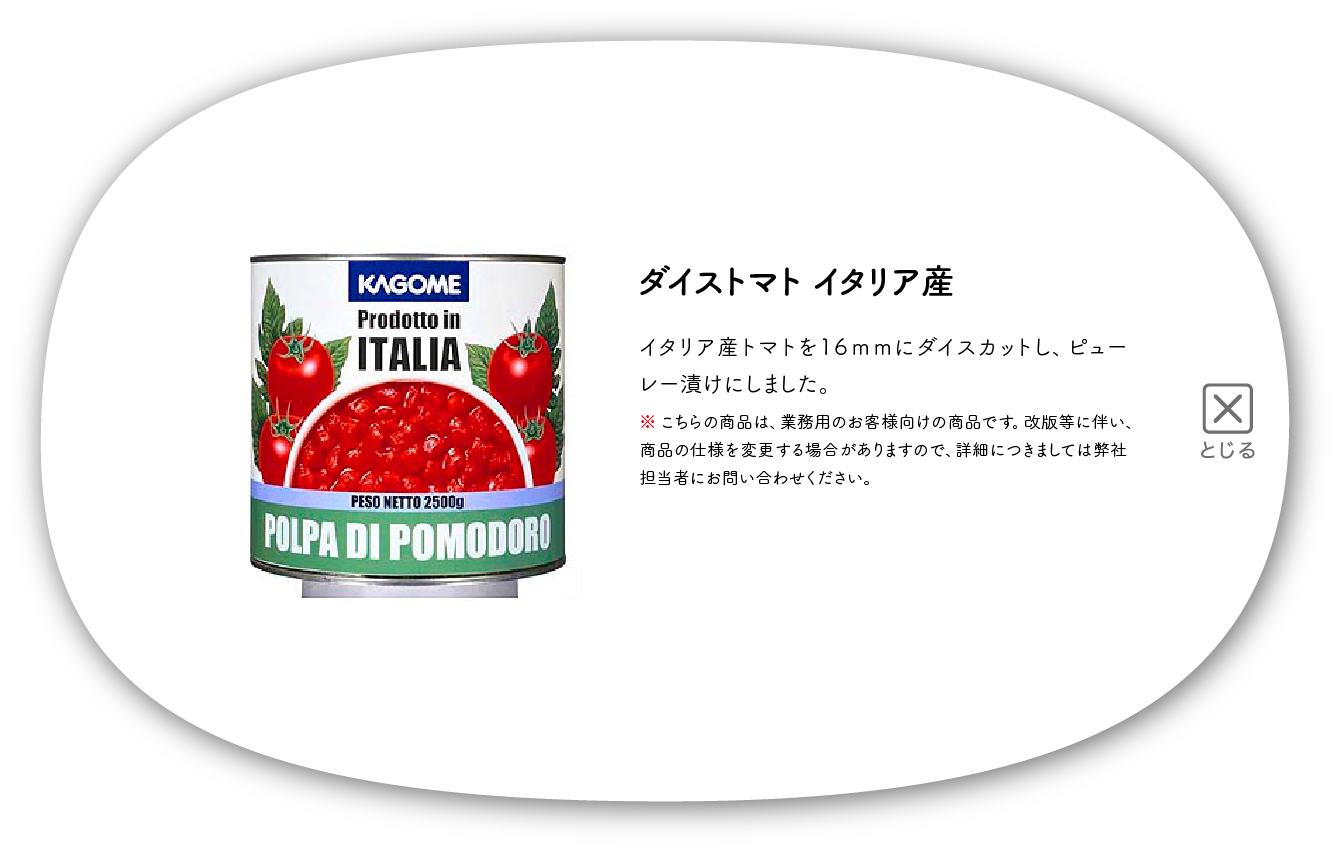 KAGOME
Prodotto in
ITALIA
PESO NETTO 2500g
POLPA DI POMODORO
ダイストマト イタリア産
イタリア産トマトを16mmにダイスカットし、ピュー
レー漬けにしました。
※ こちらの商品は、業務用のお客様向けの商品です。改版等に伴い、
商品の仕様を変更する場合がありますので、詳細につきましては弊社
担当者にお問い合わせください。
とじる